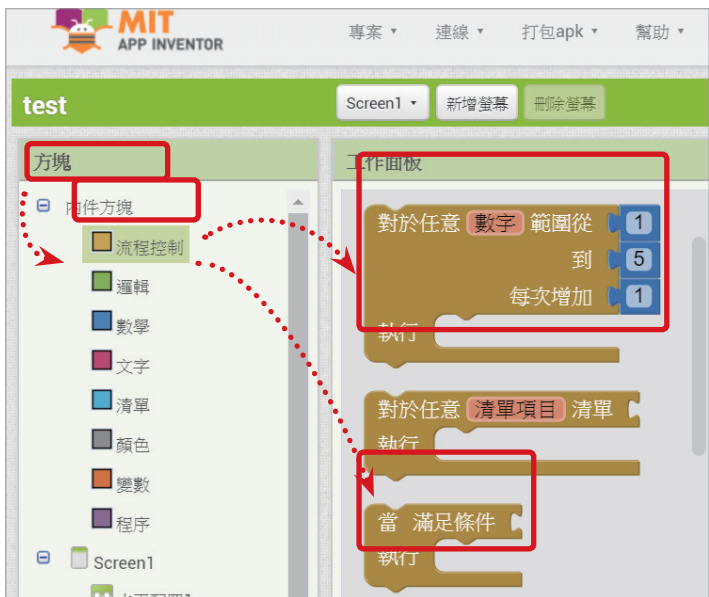 MIT
APP INVENTOR
專案 連線 打包apk 幫助
test
Screen1 新增螢幕 刪除螢幕
方塊
工作面板
內件方塊
流程控制
邏輯
數學
文字
清單
顏色
變數
程序
Screen1
對於任意 數字 範圍從 1
到 5
每次增加 1
執行
對於任意 清單項目 清單
執行
當 滿足條件
執行